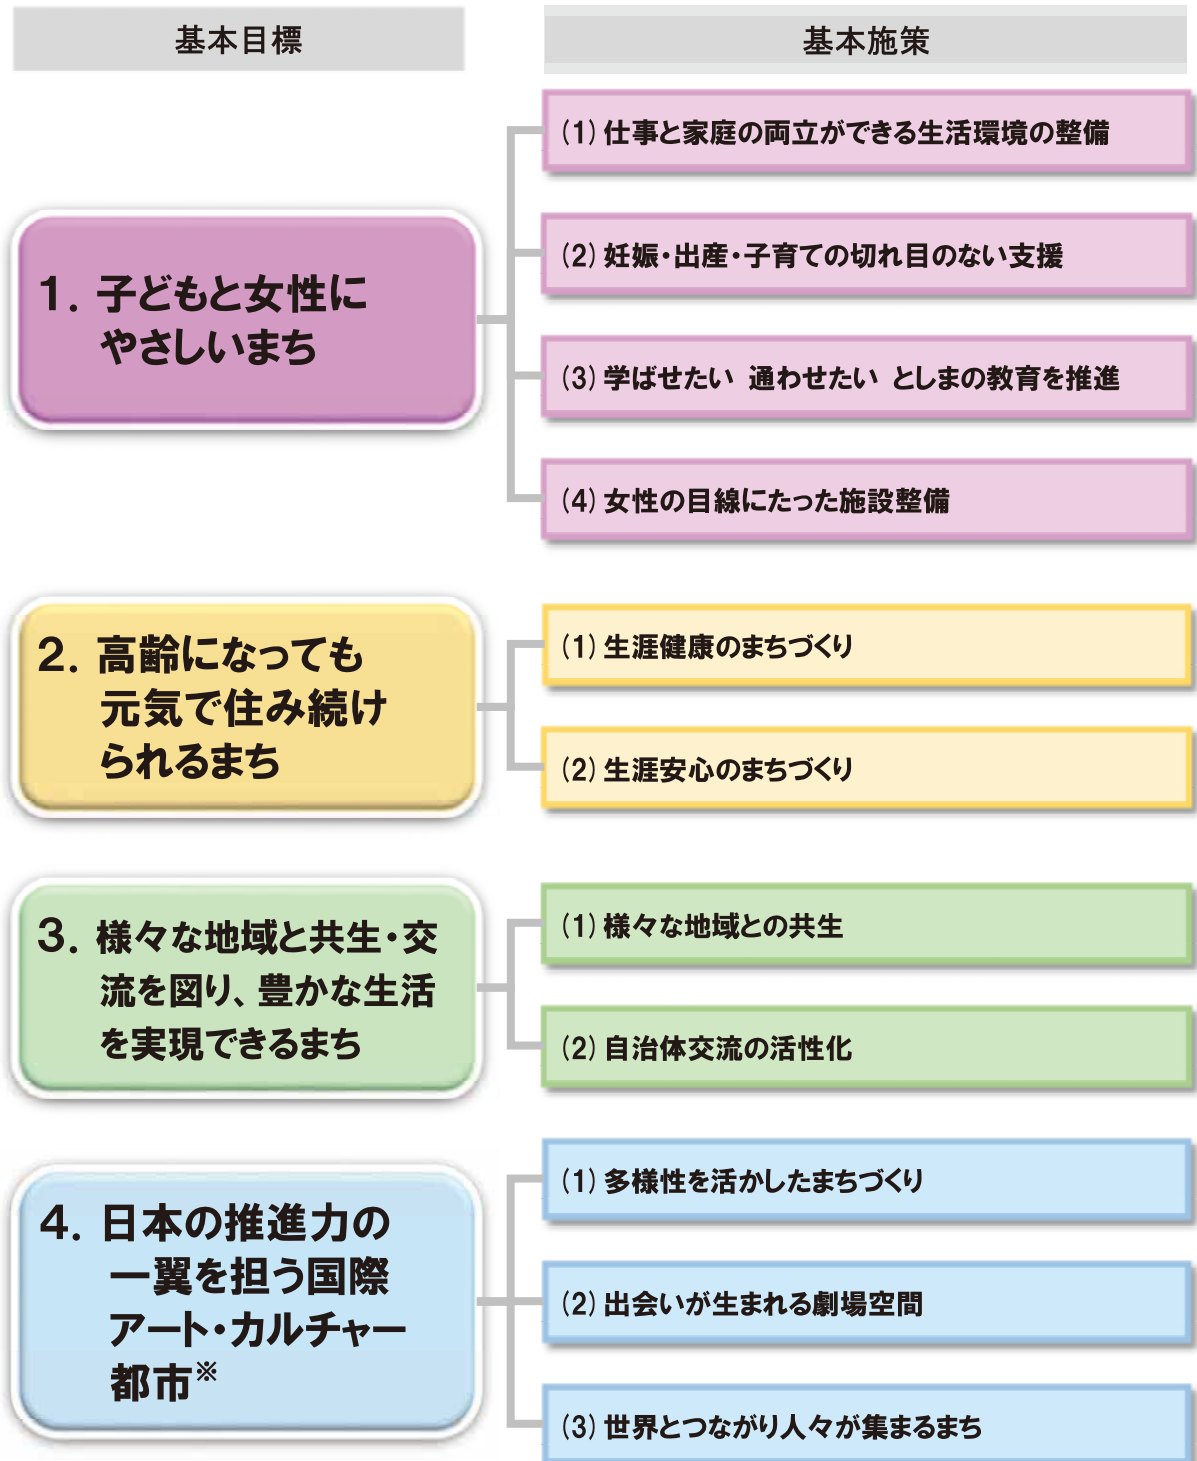 基本目標
基本施策
1. 子どもと女性に
やさしいまち
(1) 仕事と家庭の両立ができる生活環境の整備
(2) 妊娠・出産・子育ての切れ目のない支援
(3) 学ばせたい 通わせたい としまの教育を推進
(4) 女性の目線にたった施設整備
2. 高齢になっても
元気で住み続け
られるまち
(1) 生涯健康のまちづくり
(2) 生涯安心のまちづくり
3. 様々な地域と共生・交
流を図り、豊かな生活
を実現できるまち
(1) 様々な地域との共生
(2) 自治体交流の活性化
4. 日本の推進力の
一翼を担う国際
アート・カルチャー
都市※
(1) 多様性を活かしたまちづくり
(2) 出会いが生まれる劇場空間
(3) 世界とつながり人々が集まるまち